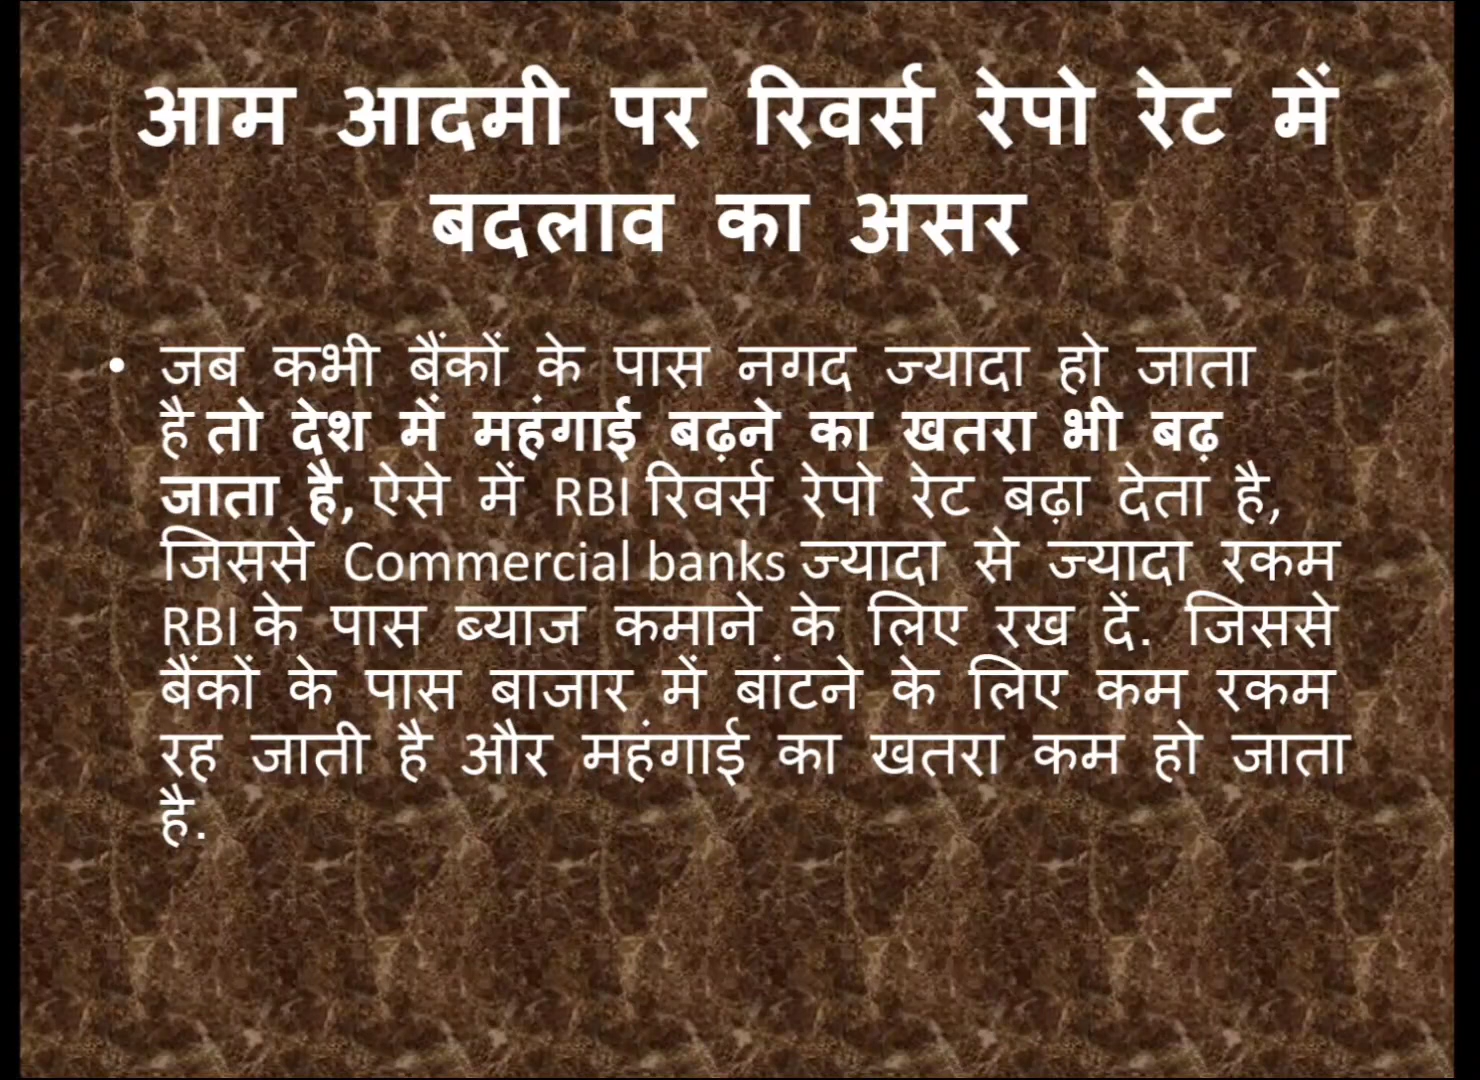 आम आदमी पर रिवर्स रेपो रेट में
बदलाव का असर
• जब कभी बैंकों के पास नगद ज्यादा हो जाता
है तो देश में महंगाई बढ़ने का खतरा भी बढ़
जाता है, ऐसे में RBI रिवर्स रेपो रेट बढ़ा देता है,
जिससे Commercial banks ज्यादा से ज्यादा रकम
RBI के पास ब्याज कमाने के लिए रख दें. जिससे
बैंकों के पास बाजार में बांटने के लिए कम रकम
रह जाती है और महंगाई का खतरा कम हो जाता
है.